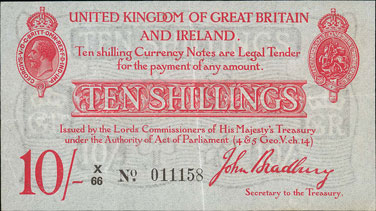 UNITED KINGDOM OF GREAT BRITAIN
AND IRELAND.
Ten shilling Currency Notes are Legal Tender
for the payment of any amount.
TEN SHILLINGS
Issued by the Lords Commissioners of His Majesty's Treasury
under the Authority of Act of Parliament (4 & 5 Geo.V. ch.14)
10/- X
66 No. 011158 John Bradbury
Secretary to the Treasury.